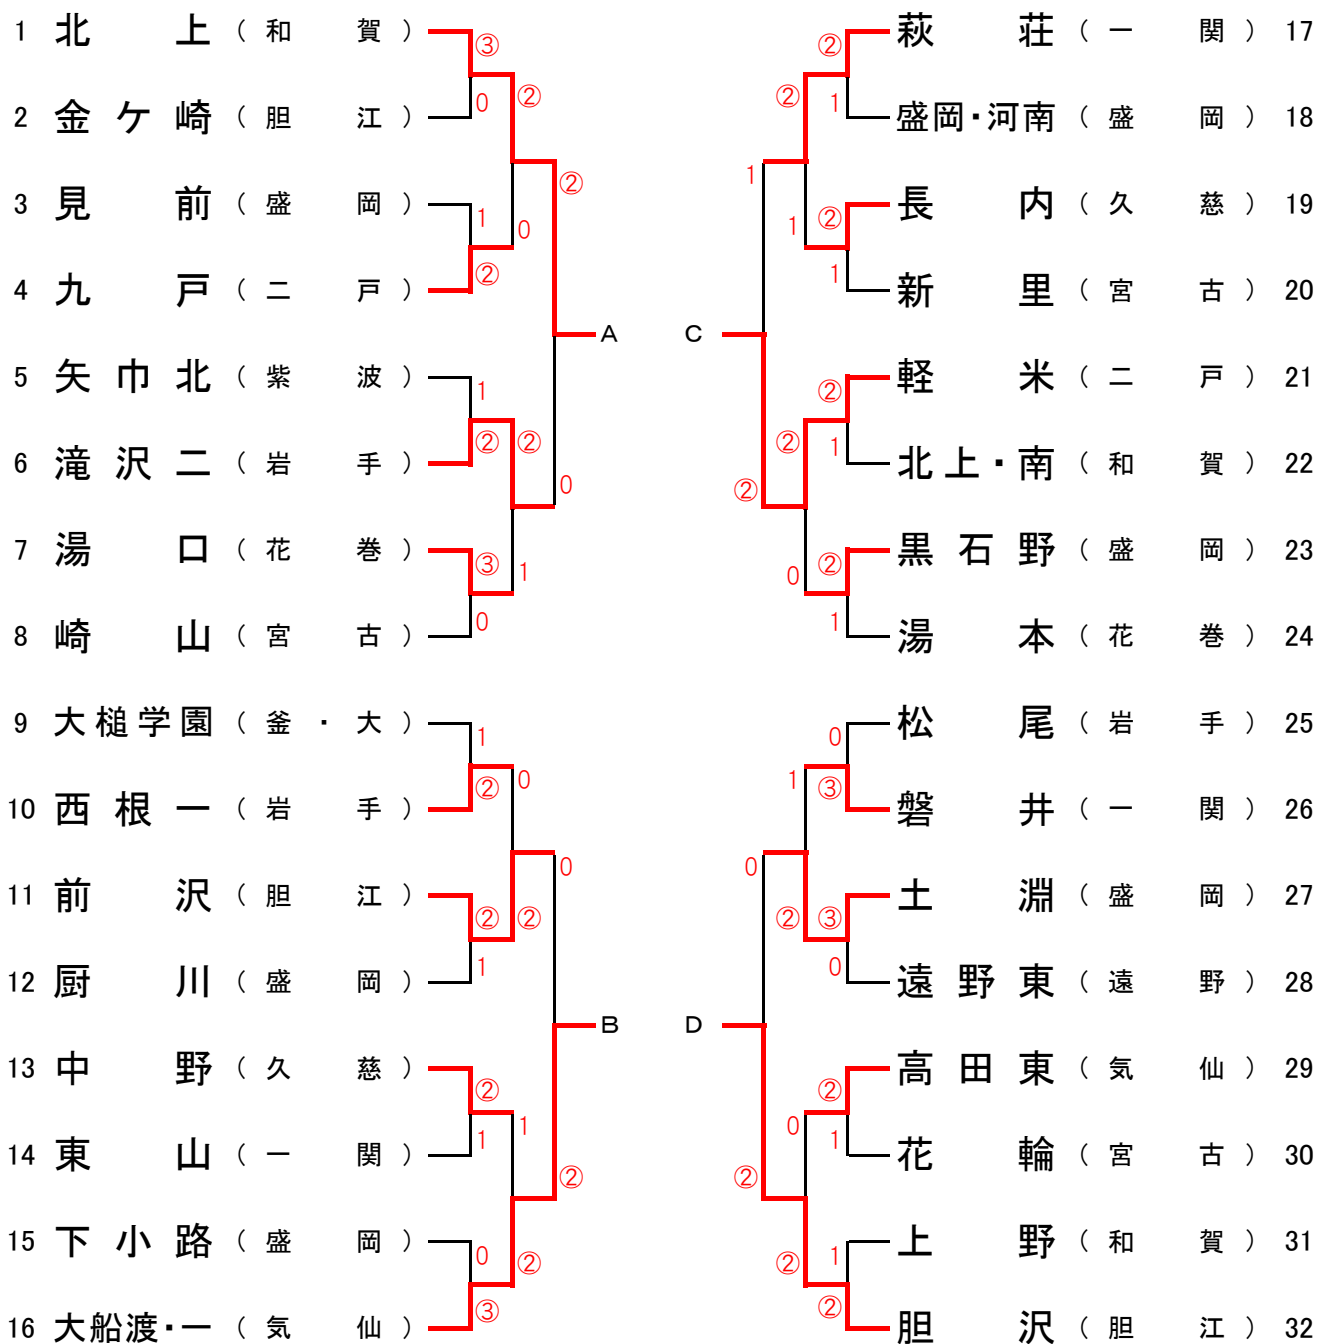 1 北上 （和賀） ③ ② 萩荘 （一関） 17
② 0 ② 1
2 金ケ崎 （胆江） 盛岡・河南 （盛岡） 18
② 1
3 見前 （盛岡） 1 0 1 ② 長内 （久慈） 19
② 1
4 九戸 （二戸） 新里 （宮古） 20
A C
5 矢巾北 （紫波） 1 ② 軽米 （二戸） 21
② ② ② 1
6 滝沢二 （岩手） 北上・南 （和賀） 22
0 ②
7 湯口 （花巻） ③ 1 0 ② 黒石野 （盛岡） 23
0 1
8 崎山 （宮古） 湯本 （花巻） 24
9 大槌学園 （釜・大） 1 0 松尾 （岩手） 25
② 0 1 ③
10 西根一 （岩手） 磐井 （一関） 26
0 0
11 前沢 （胆江） ② ② ② ③ 土淵 （盛岡） 27
1 0
12 厨川 （盛岡） 遠野東 （遠野） 28
B D
13 中野 （久慈） ② ② 高田東 （気仙） 29
1 1 0 1
14 東山 （一関） 花輪 （宮古） 30
② ②
15 下小路 （盛岡） 0 ② ② 1 上野 （和賀） 31
③ ②
16 大船渡・一 （気仙） 胆沢 （胆江） 32